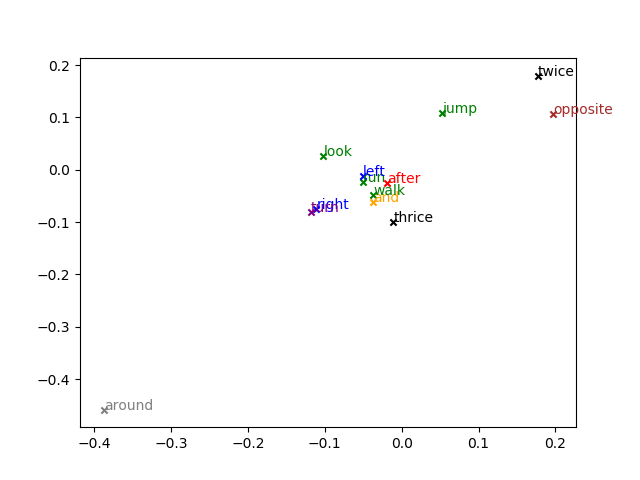 0.2
0.1
0.0
−0.1
−0.2
−0.3
−0.4
twice
opposite
jump
look
left
run
after
walk
and
turn
right
thrice
around
−0.4
−0.3
−0.2
−0.1
0.0
0.1
0.2